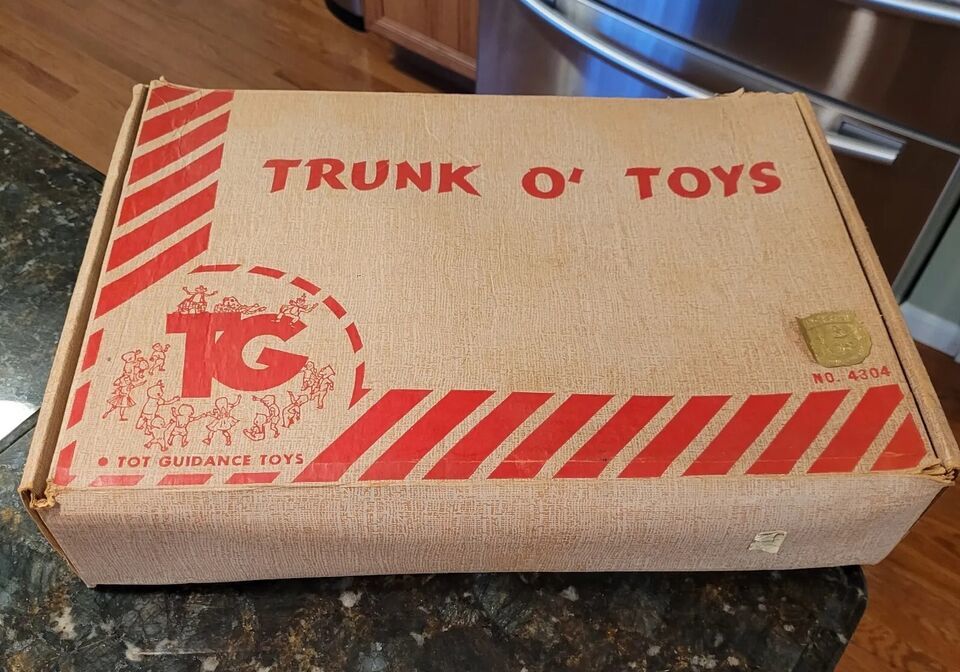 TRUNK O' TOYS
TG
NO. 4304
• TOT GUIDANCE TOYS